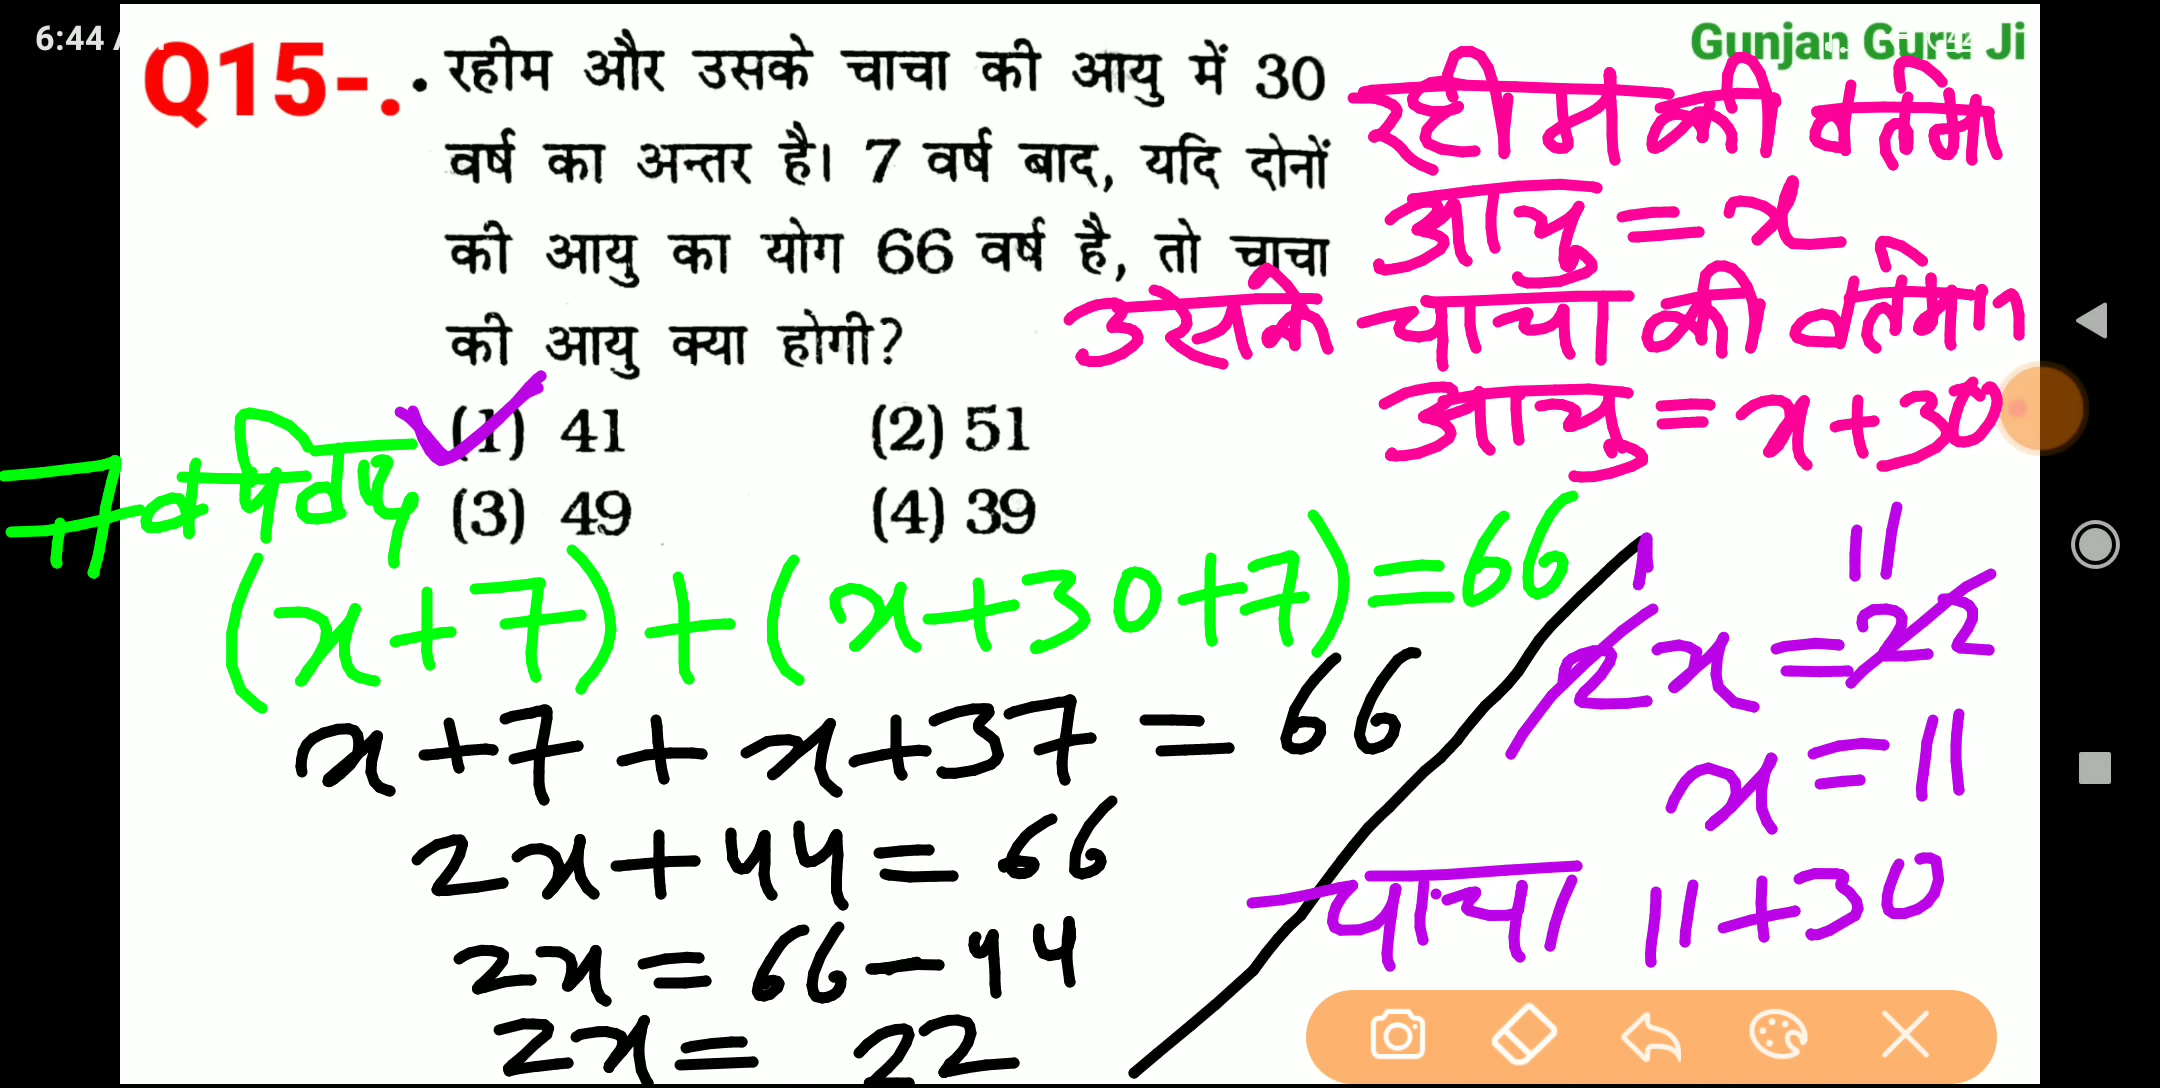 6:44
Gunjan Guru Ji
Q15-. . रहीम और उसके चाचा की आयु में 30
वर्ष का अन्तर है। 7 वर्ष बाद, यदि दोनों
की आयु का योग 66 वर्ष है, तो चाचा
की आयु क्या होगी?
(1) 41 (2) 51
(3) 49 (4) 39
रहीम की वर्तमा
आयु = x
उसके चाचा की वर्तमान
आयु = x+30
7 वर्ष वाद
(x+7)+(x+30+7)=66
x+7+x+37=66
2x+44=66
2x=66-44
2x= 22
1 11
2x=22
x=11
चाचा 11+30